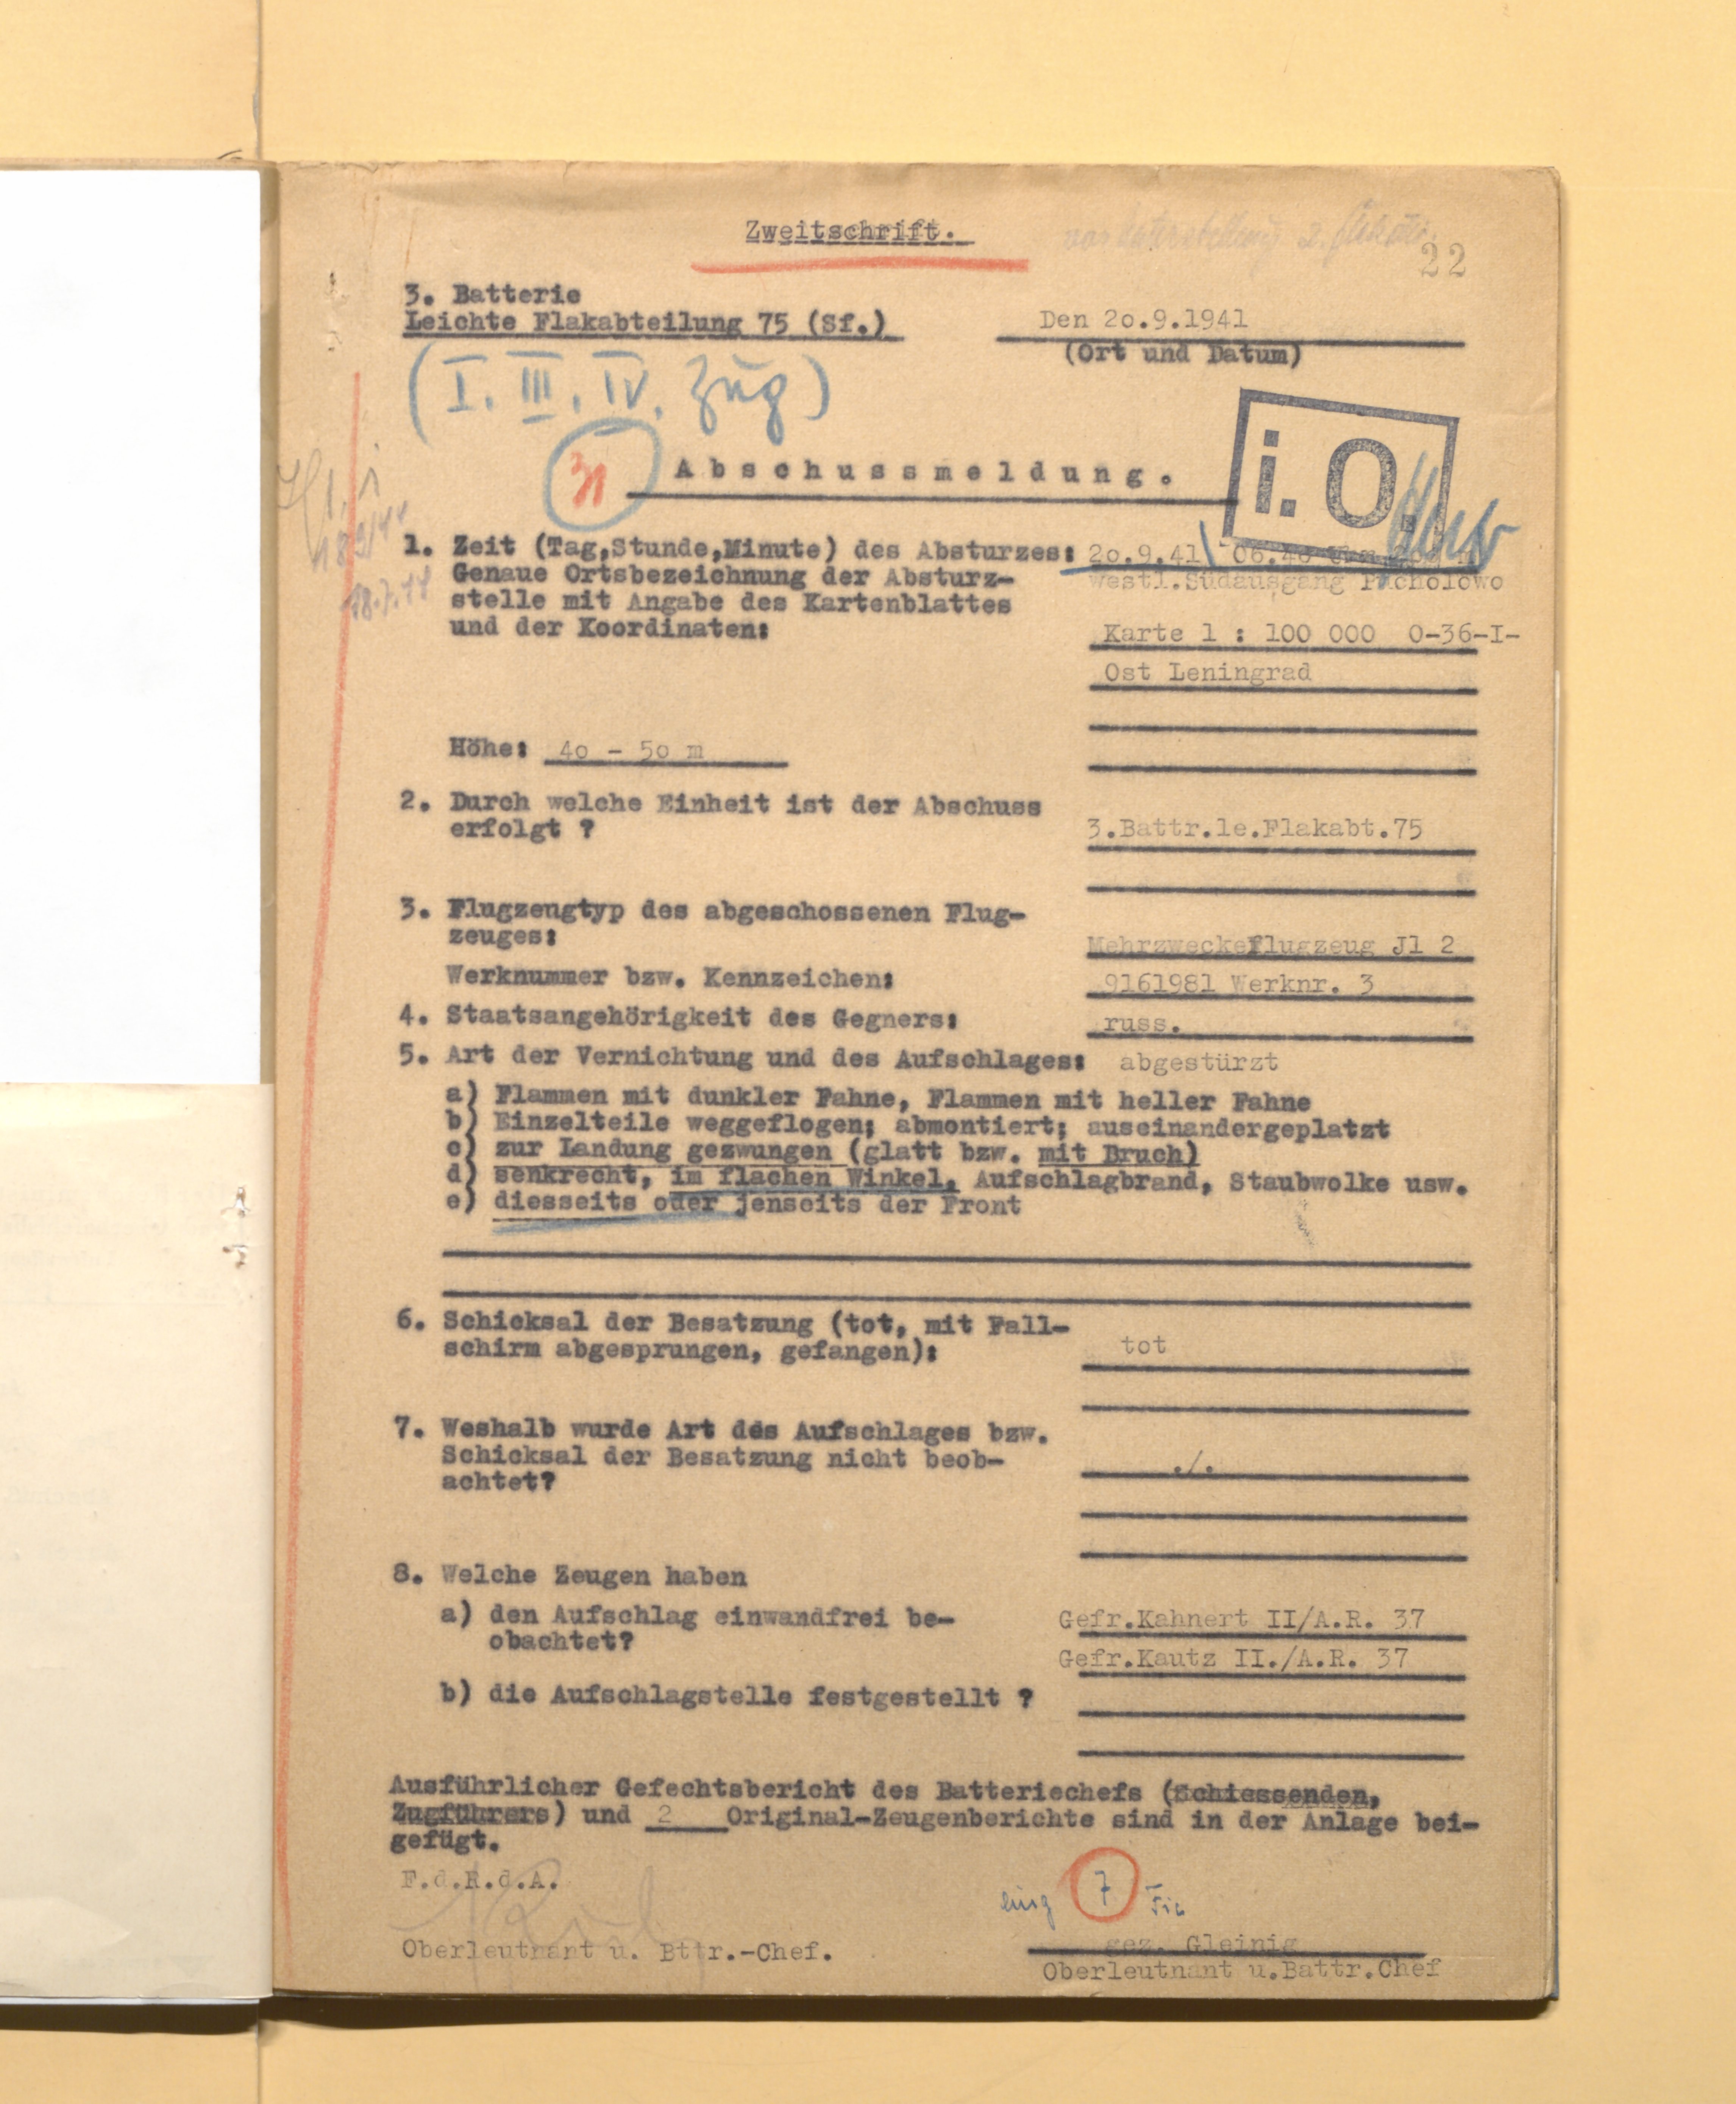 Zweitschrift.
22
3. Batterie
Leichte Flakabteilung 75 (Sf.)
Den 2o.9.1941
(Ort und Datum)
(I. III. IV. Zug)
i. O.
Abschussmeldung.
1. Zeit (Tag,Stunde,Minute) des Absturzes: 2o.9.41 06.40
Genaue Ortsbezeichnung der Absturz- westl.Südausgang
stelle mit Angabe des Kartenblattes
und der Koordinaten: Karte 1 : 100 000 O-36-I-
Ost Leningrad
Höhe: 4o - 5o m
2. Durch welche Einheit ist der Abschuss
erfolgt ? 3.Battr.le.Flakabt.75
3. Flugzeugtyp des abgeschossenen Flug-
zeuges: Mehrzweckeflugzeug Jl 2
Werknummer bzw. Kennzeichen: 9161981 Werknr. 3
4. Staatsangehörigkeit des Gegners: russ.
5. Art der Vernichtung und des Aufschlages: abgestürzt
a) Flammen mit dunkler Fahne, Flammen mit heller Fahne
b) Einzelteile weggeflogen; abmontiert; auseinandergeplatzt
c) zur Landung gezwungen (glatt bzw. mit Bruch)
d) senkrecht, im flachen Winkel, Aufschlagbrand, Staubwolke usw.
e) diesseits oder jenseits der Front
6. Schicksal der Besatzung (tot, mit Fall-
schirm abgesprungen, gefangen): tot
7. Weshalb wurde Art des Aufschlages bzw.
Schicksal der Besatzung nicht beob- ./.
achtet?
8. Welche Zeugen haben
a) den Aufschlag einwandfrei be- Gefr.Kahnert II/A.R. 37
obachtet?
Gefr.Kautz II./A.R. 37
b) die Aufschlagstelle festgestellt ?
Ausführlicher Gefechtsbericht des Batteriechefs (Schiessenden,
Zugführers) und 2 Original-Zeugenberichte sind in der Anlage bei-
gefügt.
F.d.R.d.A.
7
gez. Gleinig
Oberleutnant u. Bttr.-Chef.
Oberleutnant u.Battr.Chef